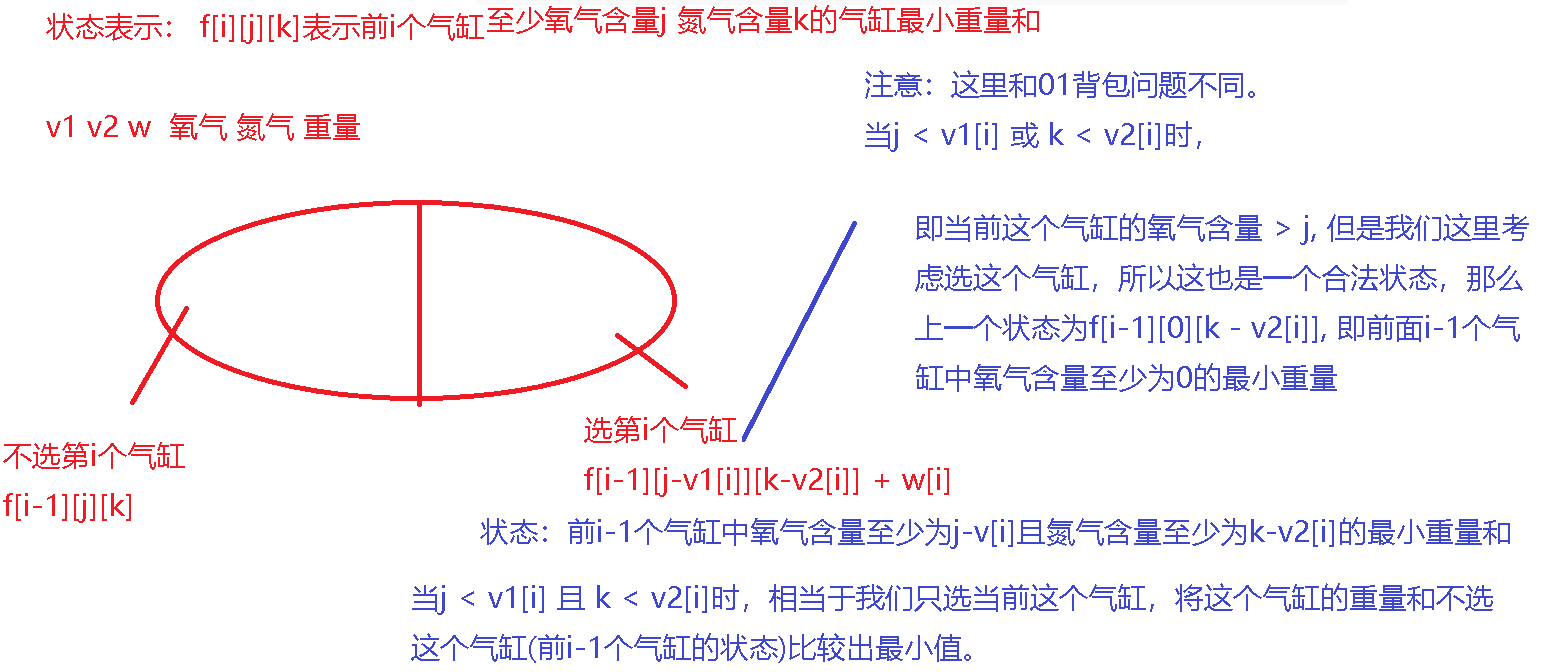 状态表示： f[i][j][k]表示前i个气缸至少氧气含量j 氮气含量k的气缸最小重量和
v1 v2 w 氧气 氮气 重量
注意：这里和01背包问题不同。
当j < v1[i] 或 k < v2[i]时，
即当前这个气缸的氧气含量 > j, 但是我们这里考
虑选这个气缸，所以这也是一个合法状态，那么
上一个状态为f[i-1][0][k - v2[i]], 即前面i-1个气
缸中氧气含量至少为0的最小重量
不选第i个气缸
f[i-1][j][k]
选第i个气缸
f[i-1][j-v1[i]][k-v2[i]] + w[i]
状态：前i-1个气缸中氧气含量至少为j-v[i]且氮气含量至少为k-v2[i]的最小重量和
当j < v1[i] 且 k < v2[i]时，相当于我们只选当前这个气缸，将这个气缸的重量和不选
这个气缸(前i-1个气缸的状态)比较出最小值。